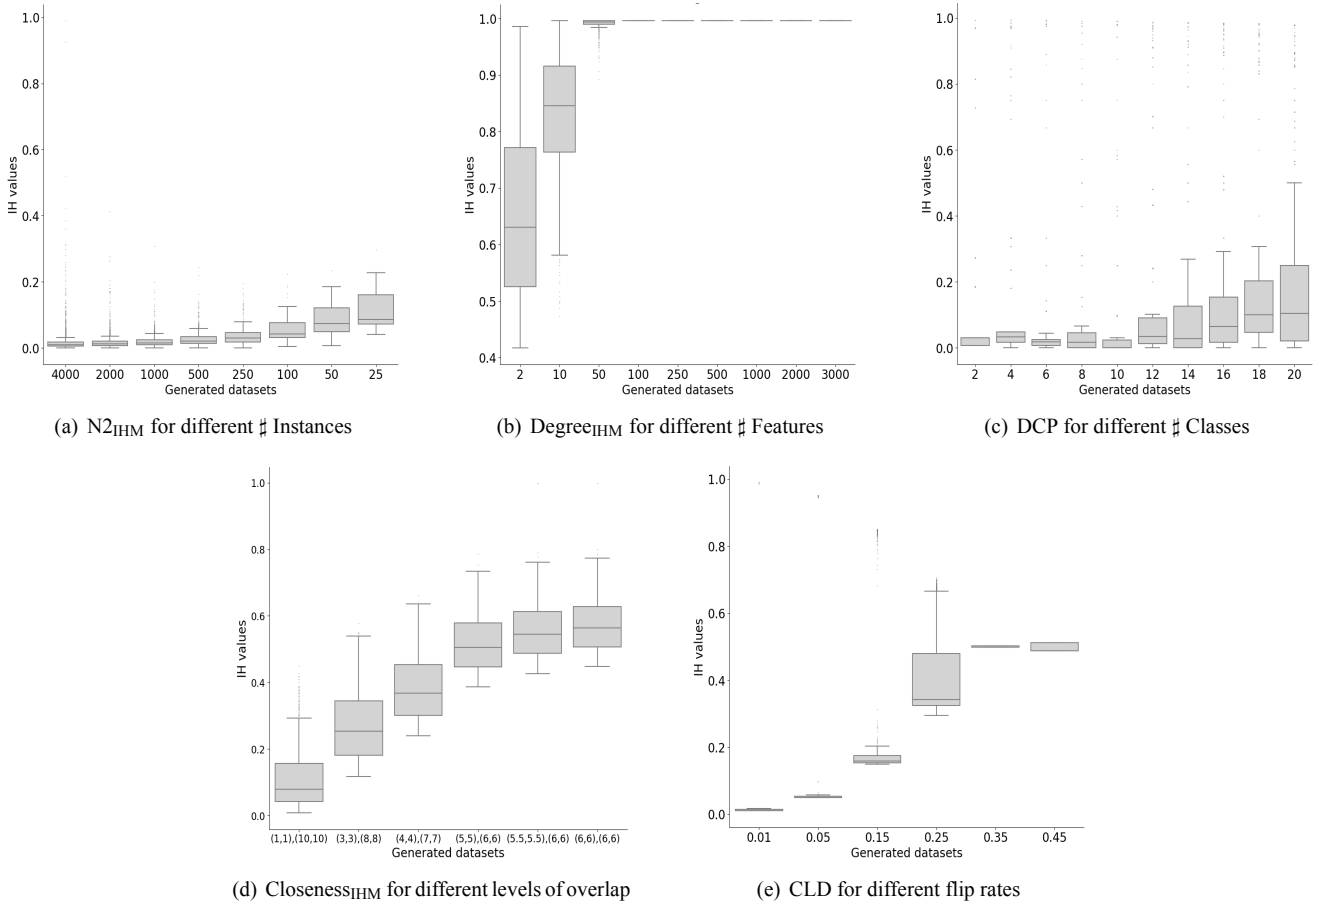 1.0
0.8
0.6
0.4
0.2
0.0
IH values
4000 2000 1000 500 250 100 50 25
Generated datasets
(a) N2IHM for different ♯ Instances
1.0
0.9
0.8
0.7
0.6
0.5
0.4
IH values
2 10 50 100 250 500 1000 2000 3000
Generated datasets
(b) DegreeIHM for different ♯ Features
1.0
0.8
0.6
0.4
0.2
0.0
IH values
2 4 6 8 10 12 14 16 18 20
Generated datasets
(c) DCP for different ♯ Classes
1.0
0.8
0.6
0.4
0.2
0.0
IH values
(1,1),(10,10) (3,3),(8,8) (4,4),(7,7) (5,5),(6,6) (5.5,5.5),(6,6) (6,6),(6,6)
Generated datasets
(d) ClosenessIHM for different levels of overlap
1.0
0.8
0.6
0.4
0.2
0.0
IH values
0.01 0.05 0.15 0.25 0.35 0.45
Generated datasets
(e) CLD for different flip rates